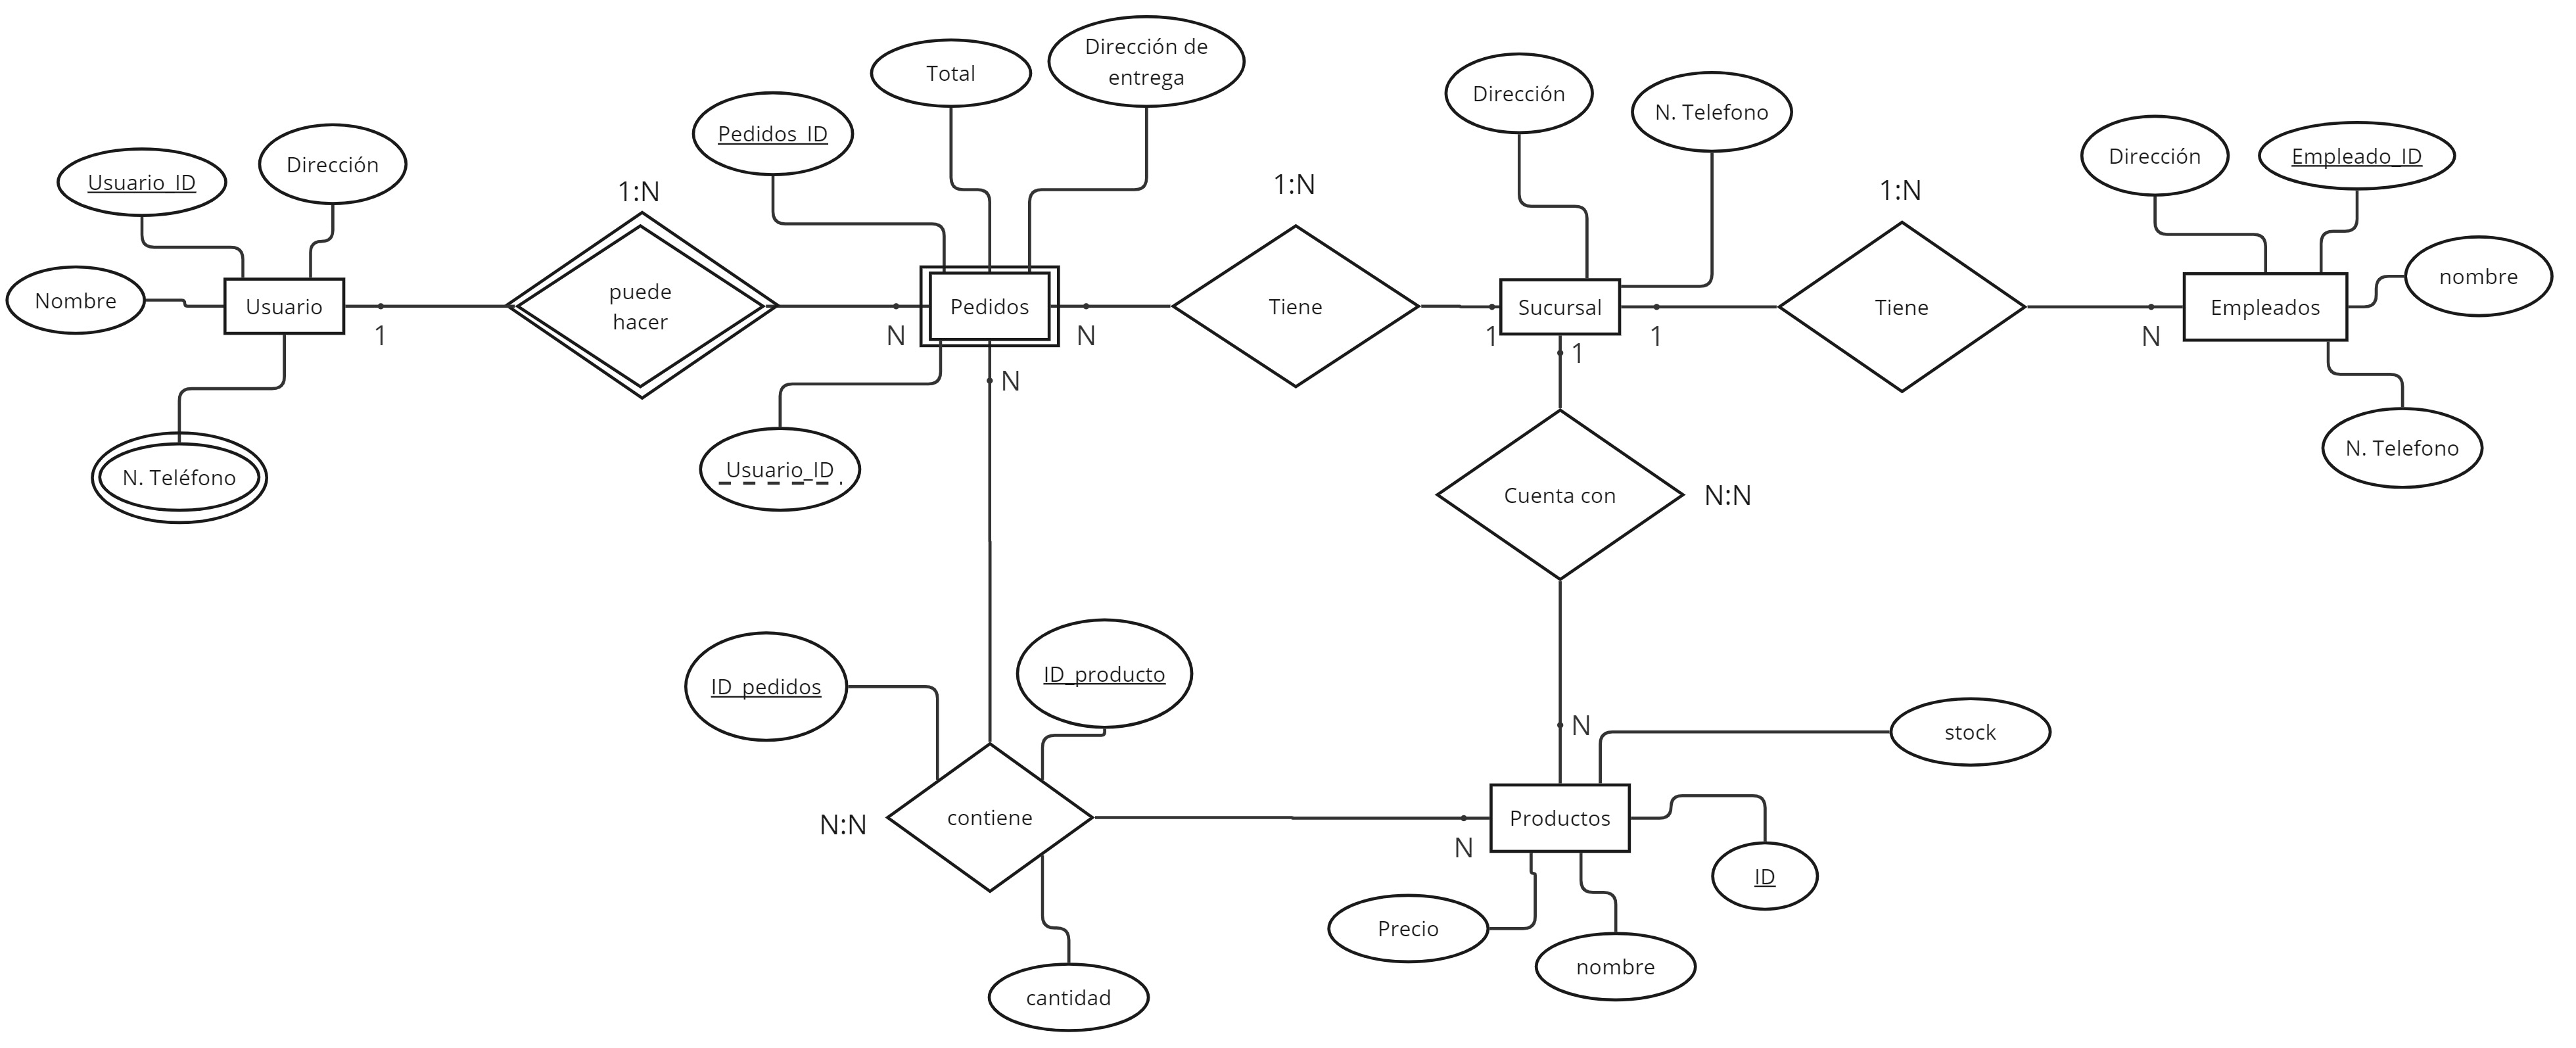 Dirección de
entrega
Total
Dirección
N. Telefono
Pedidos_ID
Usuario_ID
Dirección
Dirección
Empleado_ID
1:N
1:N
1:N
Nombre
Usuario
puede
hacer
Pedidos
Tiene
Sucursal
Tiene
Empleados
nombre
1
N
N
1
1
1
N
N
N. Teléfono
Usuario_ID
N. Telefono
Cuenta con
N:N
ID_pedidos
ID_producto
N
stock
N:N
contiene
N
Productos
ID
Precio
nombre
cantidad